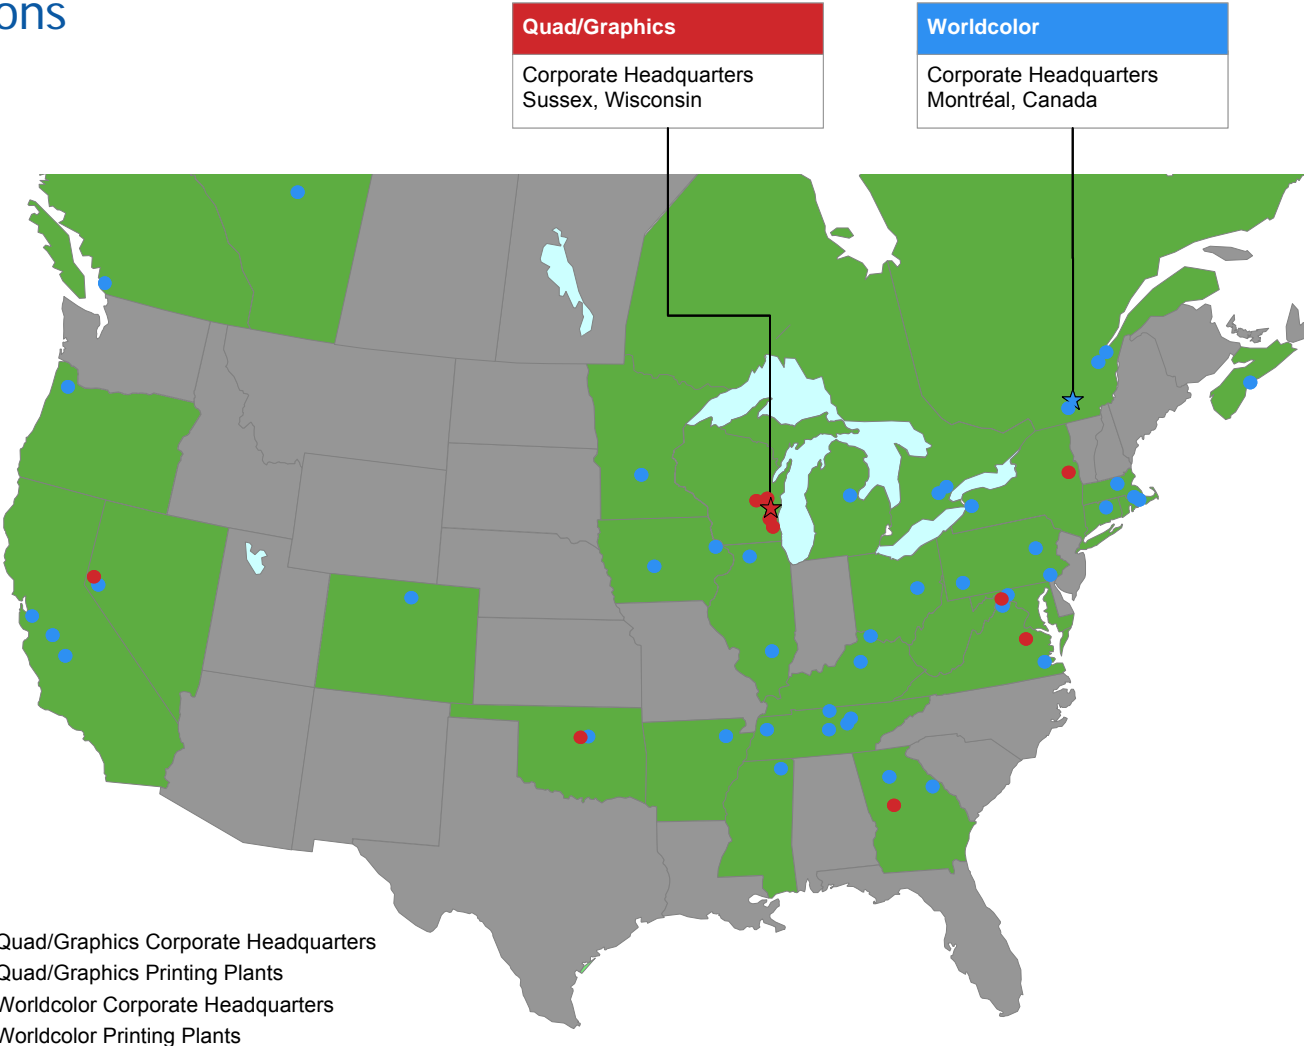 ons
Quad/Graphics
Corporate Headquarters
Sussex, Wisconsin
Worldcolor
Corporate Headquarters
Montréal, Canada
Quad/Graphics Corporate Headquarters
Quad/Graphics Printing Plants
Worldcolor Corporate Headquarters
Worldcolor Printing Plants